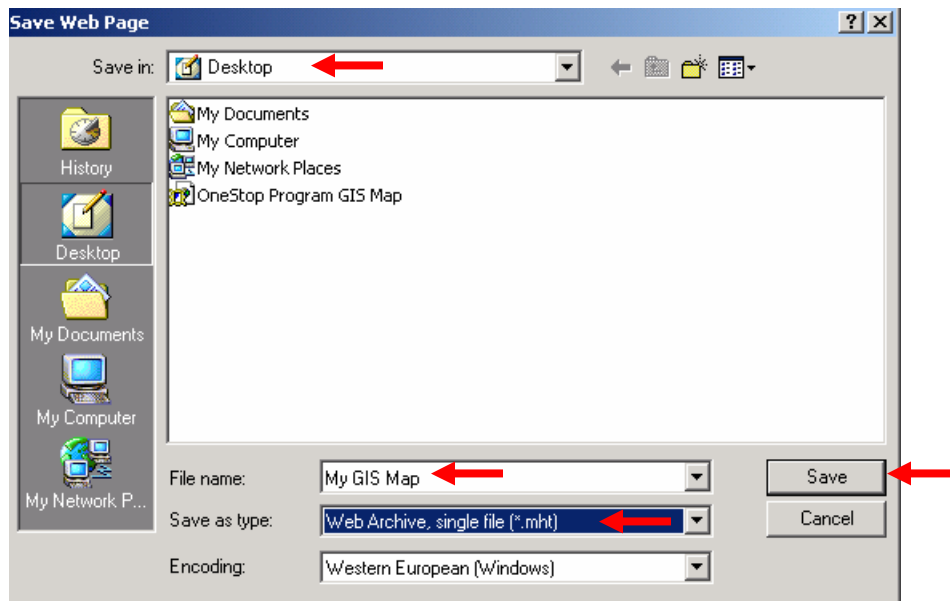 Save Web Page
Save in:
Desktop
History
Desktop
My Documents
My Computer
My Network P...
My Documents
My Computer
My Network Places
OneStop Program GIS Map
File name:
My GIS Map
Save
Save as type:
Web Archive, single file (*.mht)
Cancel
Encoding:
Western European (Windows)